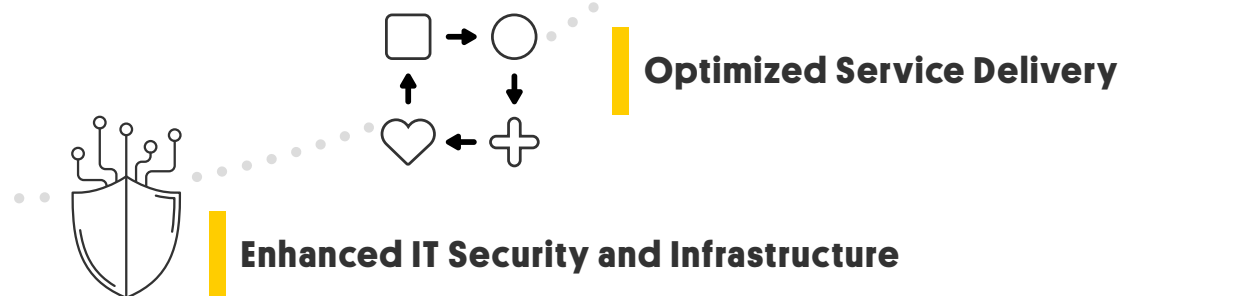 Optimized Service Delivery
Enhanced IT Security and Infrastructure